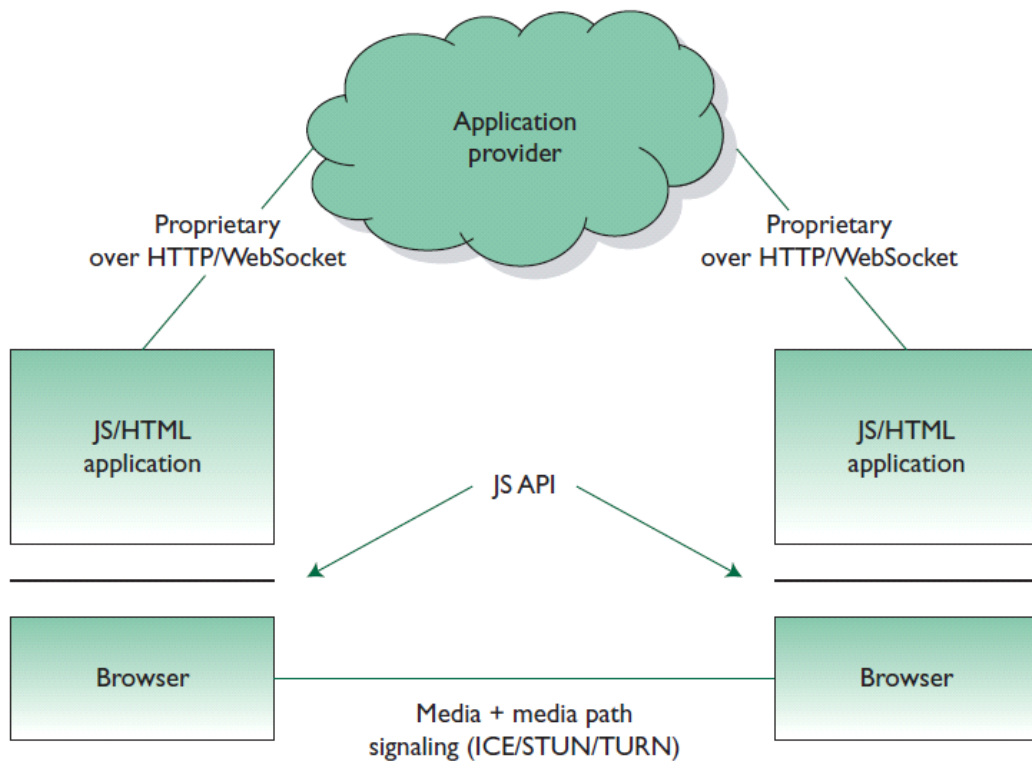 Application
provider
Proprietary
over HTTP/WebSocket
Proprietary
over HTTP/WebSocket
JS/HTML
application
JS/HTML
application
JS API
Browser
Browser
Media + media path
signaling (ICE/STUN/TURN)